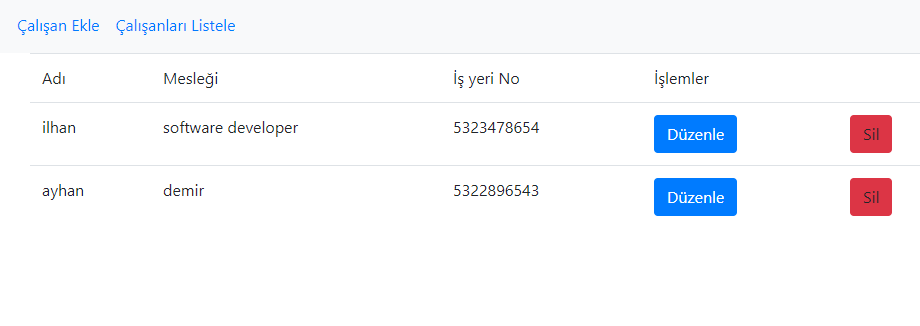 Çalışan Ekle Çalışanları Listele
Adı Mesleği İş yeri No İşlemler
ilhan software developer 5323478654 Düzenle Sil
ayhan demir 5322896543 Düzenle Sil